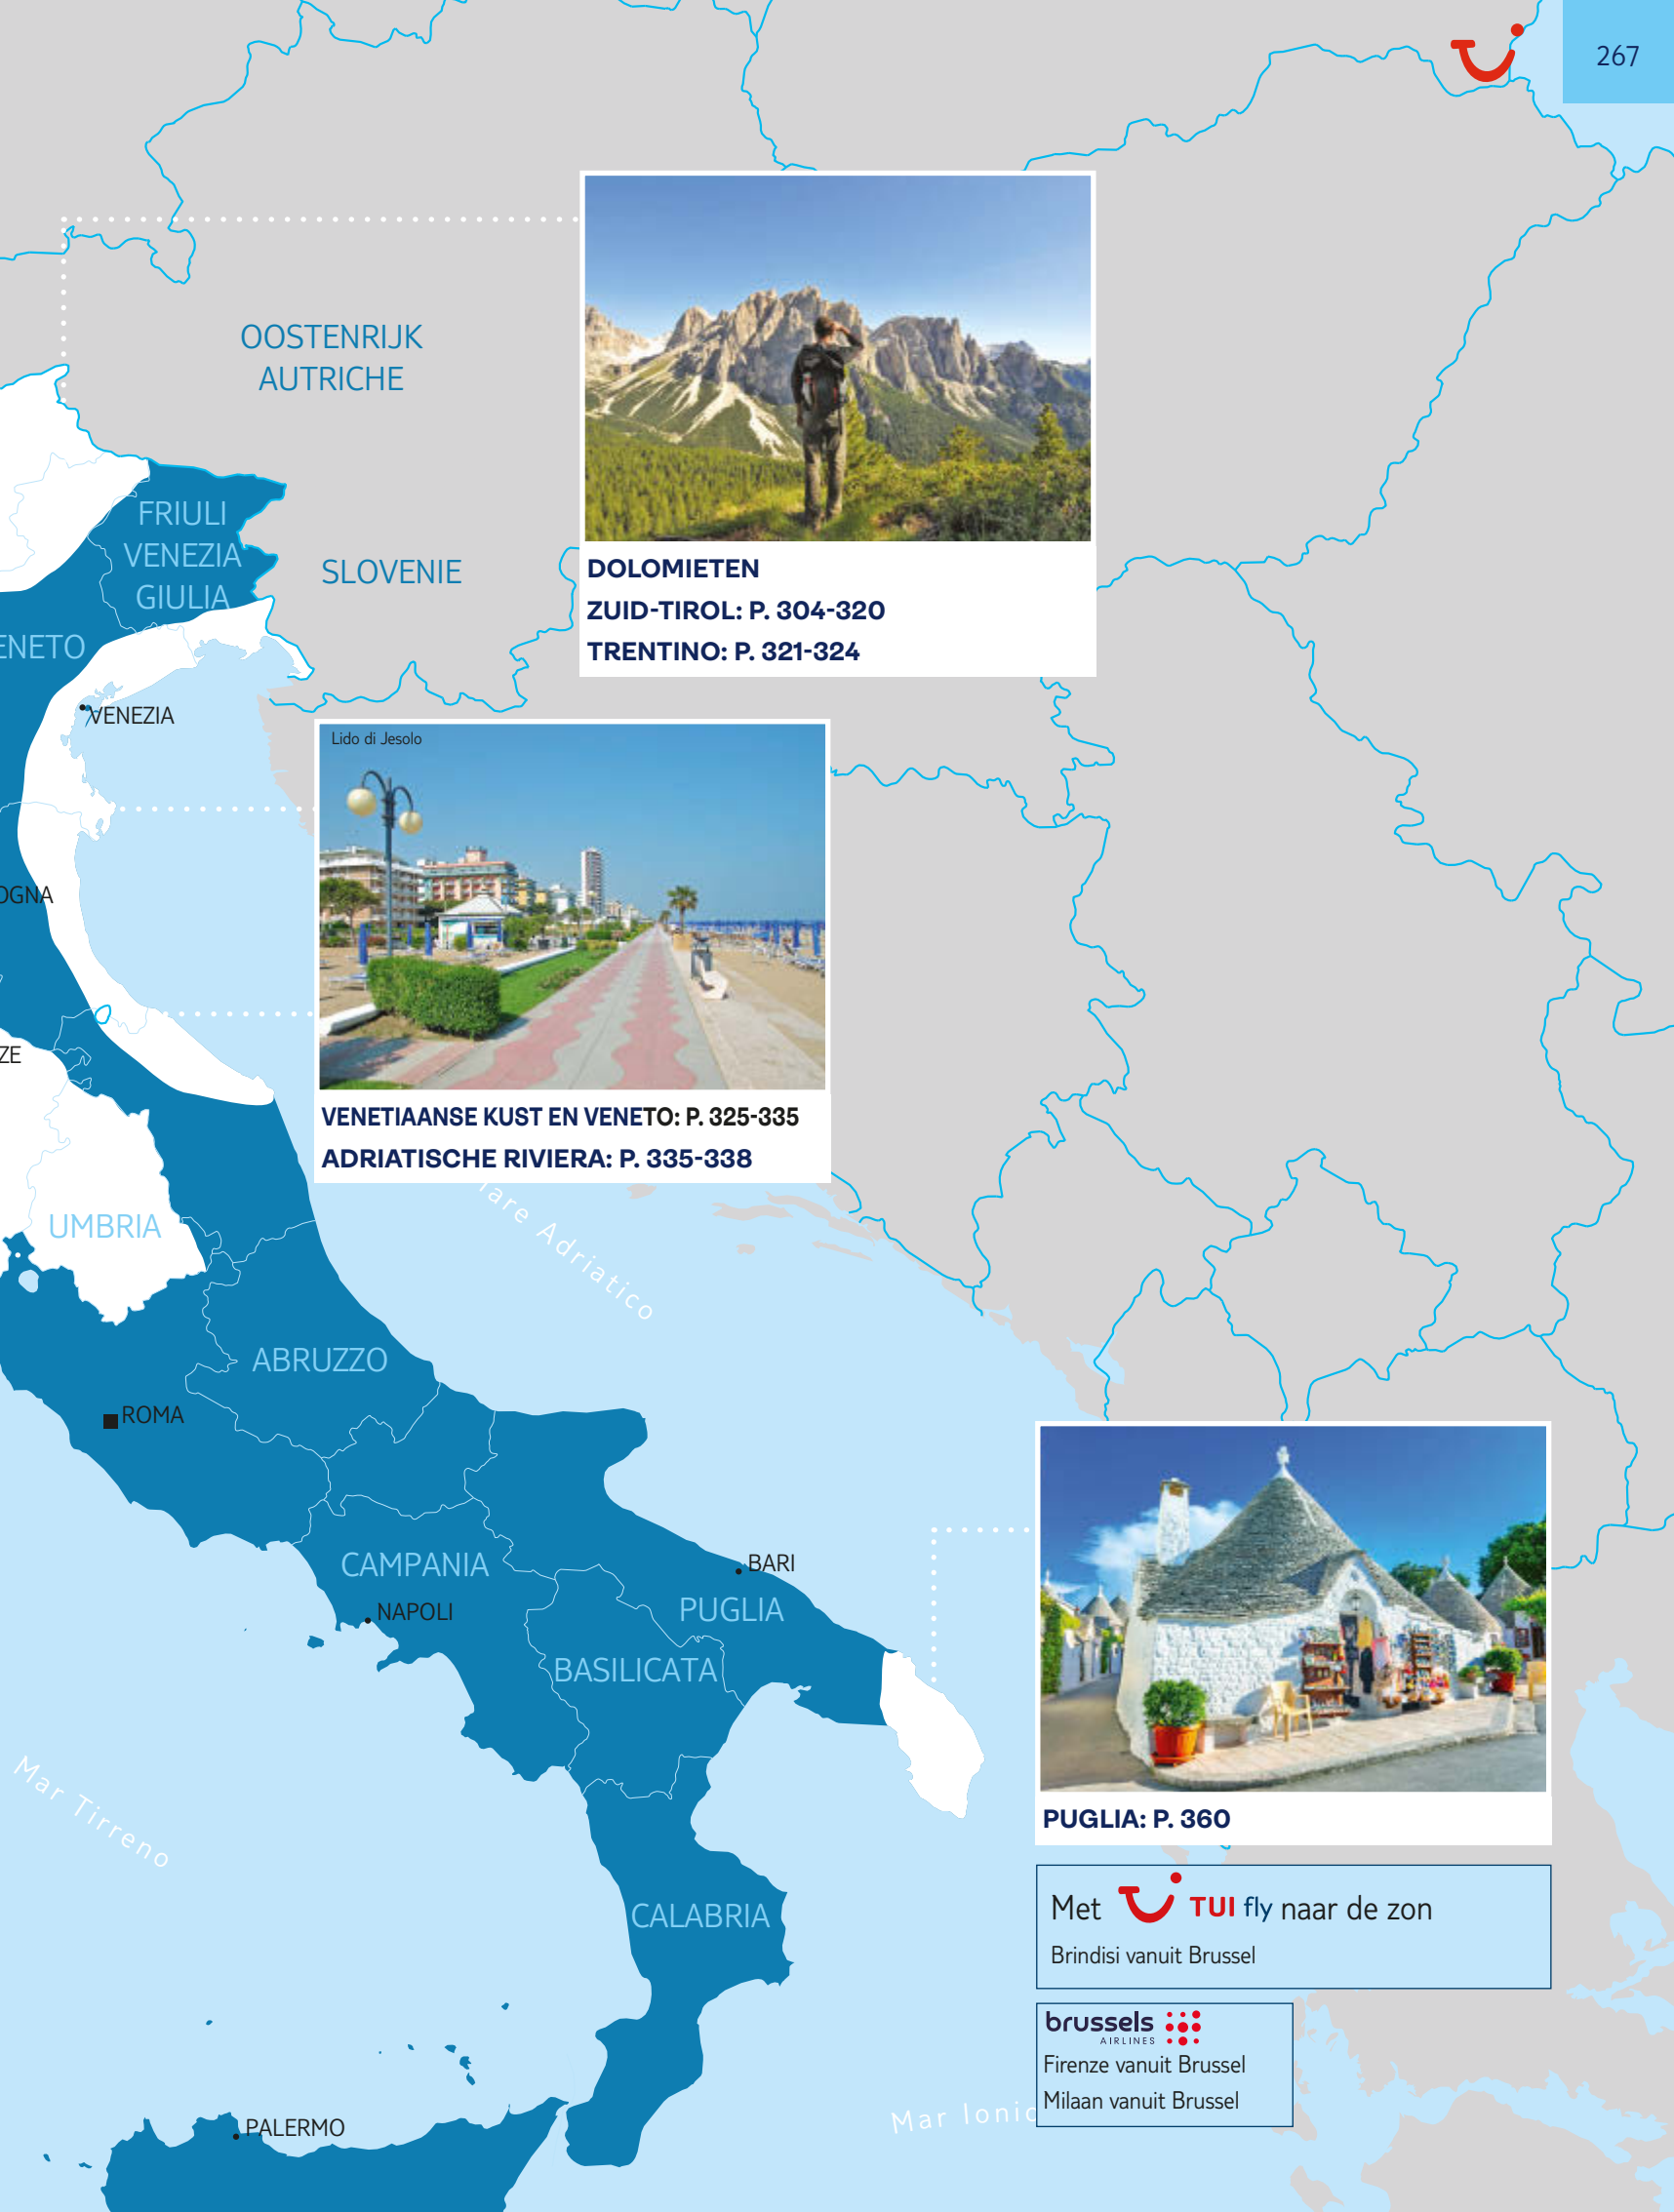 267
OOSTENRIJK
AUTRICHE
FRIULI
VENEZIA
GIULIA
SLOVENIE
DOLOMIETEN
ZUID-TIROL: P. 304-320
TRENTINO: P. 321-324
ENETO
VENEZIA
Lido di Jesolo
OGNA
ZE
VENETIAANSE KUST EN VENETO: P. 325-335
ADRIATISCHE RIVIERA: P. 335-338
are Adriatico
UMBRIA
ABRUZZO
ROMA
CAMPANIA
NAPOLI
BARI
PUGLIA
BASILICATA
Mar Tirreno
PUGLIA: P. 360
CALABRIA
Met TUI fly naar de zon
Brindisi vanuit Brussel
brussels
AIRLINES
Firenze vanuit Brussel
Milaan vanuit Brussel
Mar Ionic
PALERMO